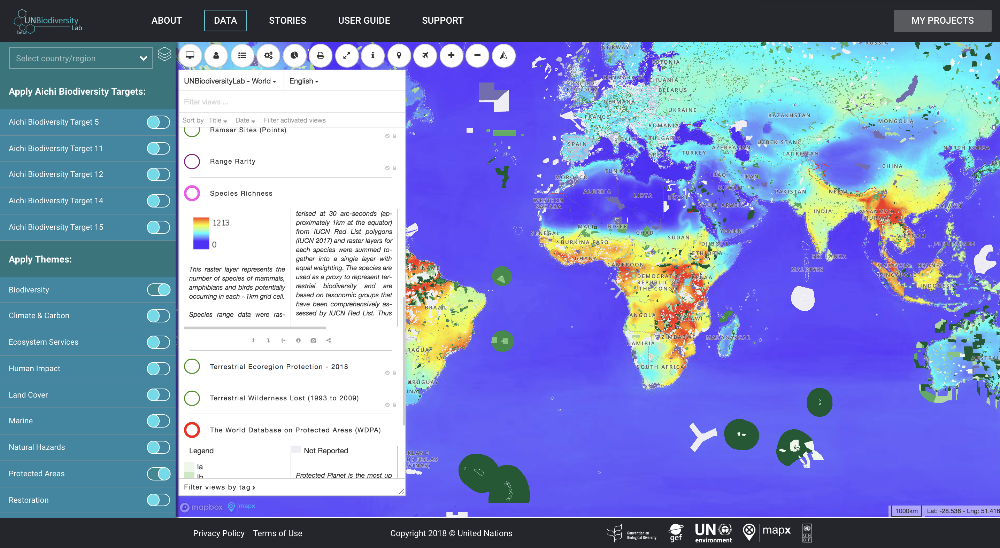 UNBiodiversity
Lab
beta
ABOUT
DATA
STORIES
USER GUIDE
SUPPORT
MY PROJECTS
Select country/region
Apply Aichi Biodiversity Targets:
Aichi Biodiversity Target 5
Aichi Biodiversity Target 11
Aichi Biodiversity Target 12
Aichi Biodiversity Target 14
Aichi Biodiversity Target 15
Apply Themes:
Biodiversity
Climate & Carbon
Ecosystem Services
Human Impact
Land Cover
Marine
Natural Hazards
Protected Areas
Restoration
UNBiodiversityLab - World
English
Filter views ...
Sort by Title Date Filter activated views
Ramsar Sites (Points)
Range Rarity
Species Richness
1213
0
This raster layer represents the
number of species of mammals,
amphibians and birds potentially
occurring in each ~1km grid cell.
Species range data were ras-
terised at 30 arc-seconds (ap-
proximately 1km at the equator)
from IUCN Red List polygons
(IUCN 2017) and raster layers for
each species were summed to-
gether into a single layer with
equal weighting. The species are
used as a proxy to represent ter-
restrial biodiversity and are
based on taxonomic groups that
have been comprehensively as-
sessed by IUCN Red List. Thus
Terrestrial Ecoregion Protection - 2018
Terrestrial Wilderness Lost (1993 to 2009)
The World Database on Protected Areas (WDPA)
Legend
Ia
Ib
Not Reported
Protected Planet is the most up
Filter views by tag
mapbox
mapx
RUSSIA
NORWAY
ESTONIA
DENMARK
LITHUANIA
UNITED
KINGDOM
BELARUS
GERMANY
UKRAINE
FRANCE
KAZAKHSTAN
MONGOLIA
ROMANIA
ITALY
BULGARIA
SPAIN
UZBEKISTAN
AZERBAIJAN
NORTH KOREA
GREECE
TURKEY
TAJIKISTAN
CHINA
TUNISIA
MOROCCO
IRAQ
IRAN
ALGERIA
LIBYA
EGYPT
KUWAIT
PAKISTAN
NEPAL
WESTERN
SAHARA
SAUDI ARABIA
TAIWAN
INDIA
MYANMAR
(BURMA)
MALI
NIGER
CHAD
SENEGAL
SUDAN
YEMEN
VIETNAM
BURKINA FASO
DJIBOUTI
PHILIPPINES
GHANA
ETHIOPIA
SRI LANKA
CAMEROON
SURINAME
MALDIVES
MALAYSIA
BRUNEI
SINGAPORE
DEMOCRATIC
REPUBLIC OF
THE CONGO
KENYA
INDONESIA
BRAZIL
ANGOLA
MALAWI
ZIMBABWE
MADAGASCAR
NAMIBIA
RAGUAY
AUSTRAL
SOUTH AFRICA
URUGUAY
INA
KLAND
DS (ISLAS
LVINAS)
1000km
Lat: -28.536 - Lng: 51.416
Privacy Policy
Terms of Use
Copyright 2018 © United Nations
Convention on
Biological Diversity
gef
UN
environment
mapx
U N
D P